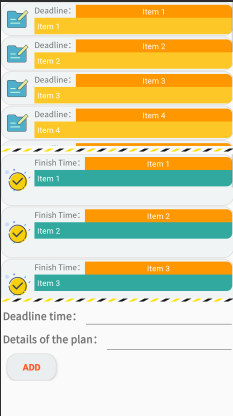 Deadline: Item 1
Item 1
Deadline: Item 2
Item 2
Deadline: Item 3
Item 3
Deadline: Item 4
Item 4
Finish Time: Item 1
Item 1
Finish Time: Item 2
Item 2
Finish Time: Item 3
Item 3
Deadline time:
Details of the plan:
ADD